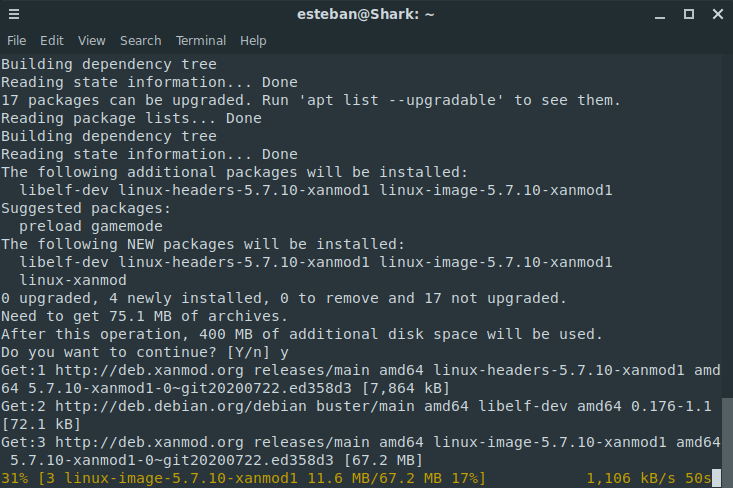 esteban@Shark: ~
File Edit View Search Terminal Help
Building dependency tree
Reading state information... Done
17 packages can be upgraded. Run 'apt list --upgradable' to see them.
Reading package lists... Done
Building dependency tree
Reading state information... Done
The following additional packages will be installed:
  libelf-dev linux-headers-5.7.10-xanmod1 linux-image-5.7.10-xanmod1
Suggested packages:
  preload gamemode
The following NEW packages will be installed:
  libelf-dev linux-headers-5.7.10-xanmod1 linux-image-5.7.10-xanmod1
  linux-xanmod
0 upgraded, 4 newly installed, 0 to remove and 17 not upgraded.
Need to get 75.1 MB of archives.
After this operation, 400 MB of additional disk space will be used.
Do you want to continue? [Y/n] y
Get:1 http://deb.xanmod.org releases/main amd64 linux-headers-5.7.10-xanmod1 amd
64 5.7.10-xanmod1-0~git20200722.ed358d3 [7,864 kB]
Get:2 http://deb.debian.org/debian buster/main amd64 libelf-dev amd64 0.176-1.1
[72.1 kB]
Get:3 http://deb.xanmod.org releases/main amd64 linux-image-5.7.10-xanmod1 amd64
 5.7.10-xanmod1-0~git20200722.ed358d3 [67.2 MB]
31% [3 linux-image-5.7.10-xanmod1 11.6 MB/67.2 MB 17%] 1,106 kB/s 50s